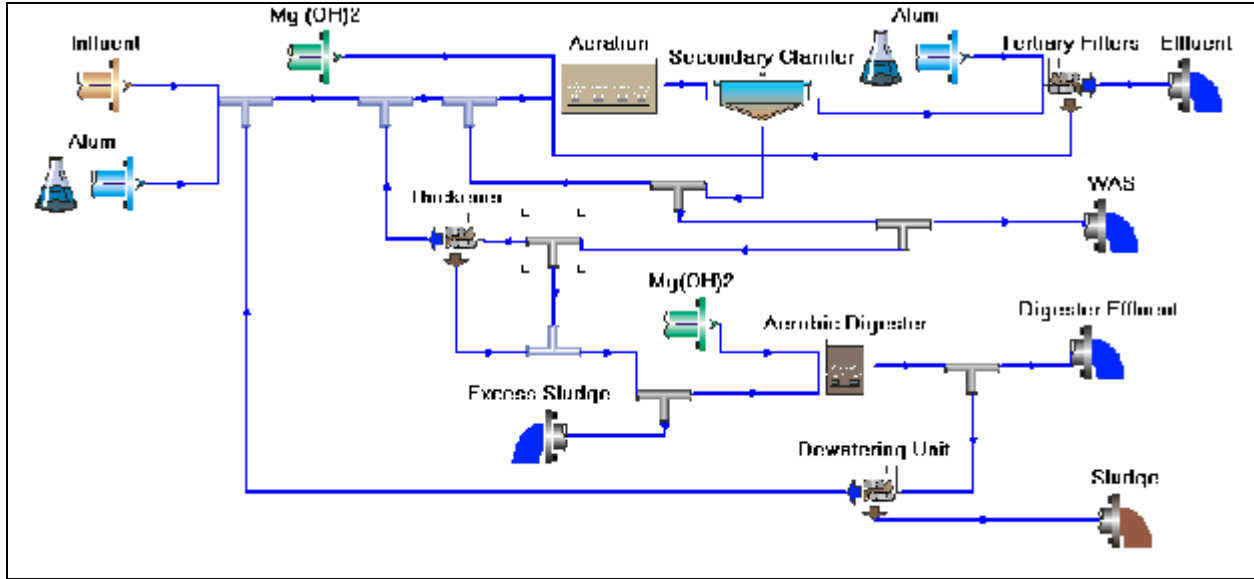 Mg (OH)2
Alum
Influent
Aeration
Secondary Clarifier
Tertiary Filters
Effluent
Alum
Thickener
WAS
Mg(OH)2
Aerobic Digester
Digester Effluent
Excess Sludge
Dewatering Unit
Sludge